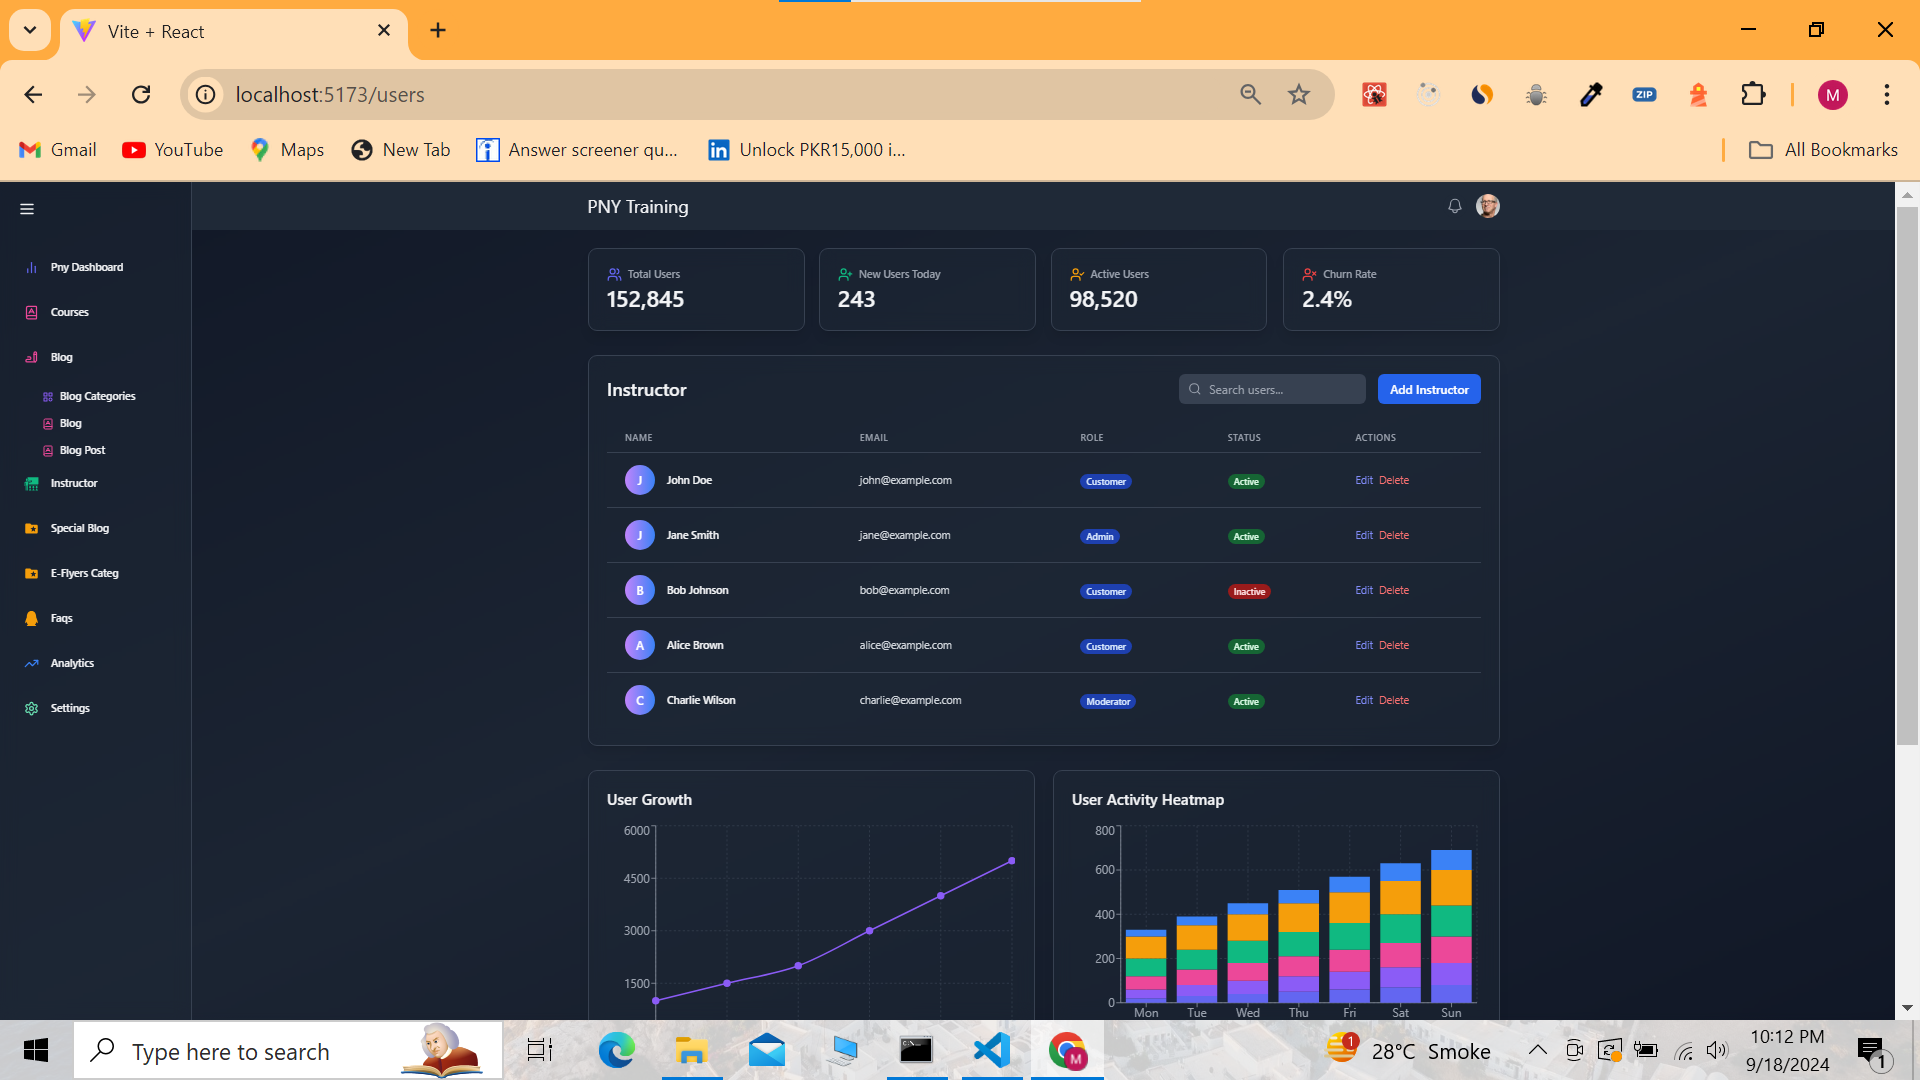 Vite + React
localhost:5173/users
ZIP
M
Gmail
YouTube
Maps
New Tab
Answer screener qu...
in
Unlock PKR15,000 i...
All Bookmarks
PNY Training
Pny Dashboard
Courses
Blog
Blog Categories
Blog
Blog Post
Instructor
Special Blog
E-Flyers Categ
Faqs
Analytics
Settings
Total Users
152,845
New Users Today
243
Active Users
98,520
Churn Rate
2.4%
Instructor
Search users...
Add Instructor
NAME EMAIL ROLE STATUS ACTIONS
J John Doe john@example.com Customer Active Edit Delete
J Jane Smith jane@example.com Admin Active Edit Delete
B Bob Johnson bob@example.com Customer Inactive Edit Delete
A Alice Brown alice@example.com Customer Active Edit Delete
C Charlie Wilson charlie@example.com Moderator Active Edit Delete
User Growth
6000
4500
3000
1500
User Activity Heatmap
800
600
400
200
0
Mon Tue Wed Thu Fri Sat Sun
Type here to search
M
1
28°C Smoke
10:12 PM
9/18/2024
1